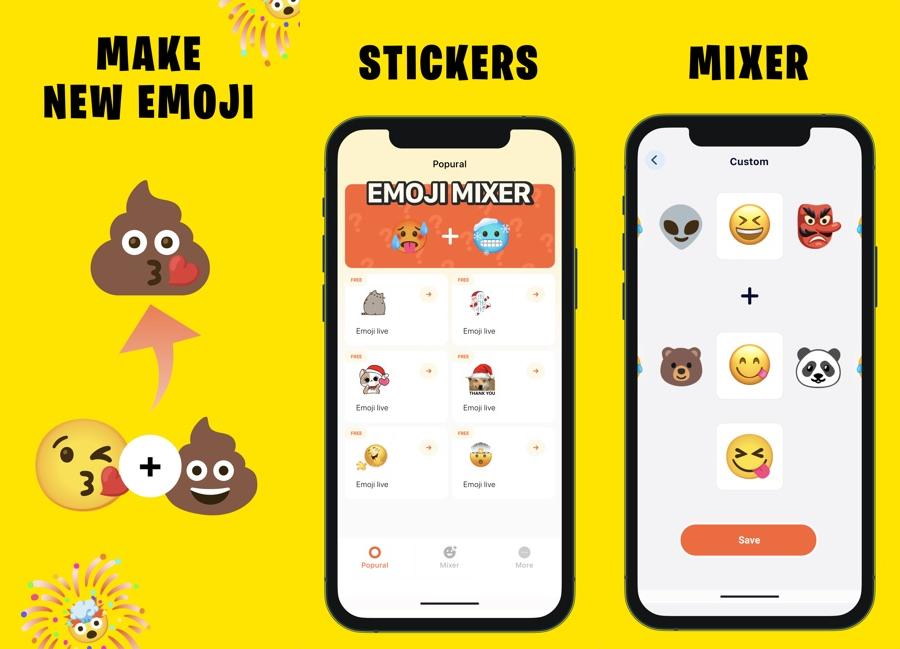 MAKE
NEW EMOJI
STICKERS
Popural
EMOJI MIXER
FREE
FREE
Emoji live
Emoji live
FREE
FREE
THANK YOU
Emoji live
Emoji live
FREE
FREE
Emoji live
Emoji live
Popural
Mixer
More
MIXER
Custom
Save